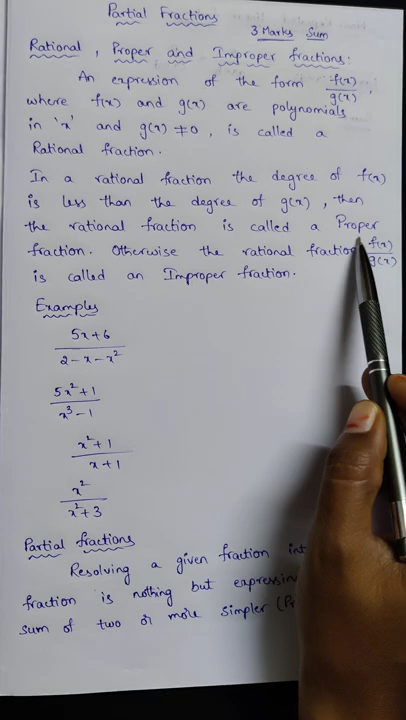 Partial Fractions
3 Marks Sum
Rational, Proper and Improper fractions:
An expression of the form f(x)/g(x),
where f(x) and g(x) are polynomials
in 'x' and g(x) ≠ 0, is called a
Rational fraction.
In a rational fraction the degree of f(x)
is less than the degree of g(x), then
the rational fraction is called a Proper
fraction. Otherwise the rational fraction f(x)/g(x)
is called an Improper fraction.
Examples
5x+6
2-x-x²
5x²+1
x³-1
x²+1
x+1
x²
x²+3
Partial fractions
Resolving a given fraction
fraction is nothing but
sum of two or more simpler